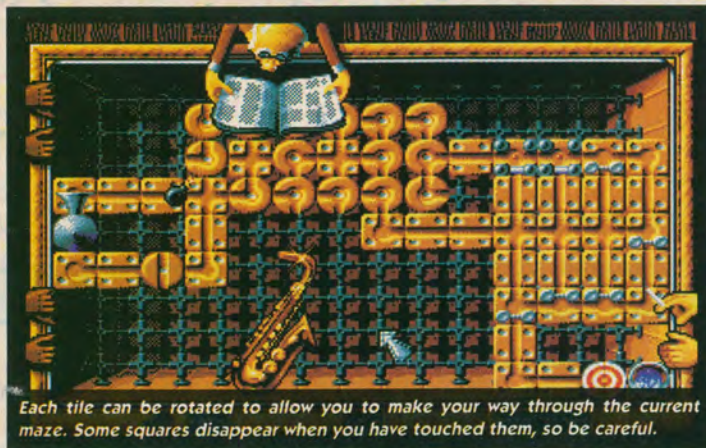 Each tile can be rotated to allow you to make your way through the current
maze. Some squares disappear when you have touched them, so be careful.